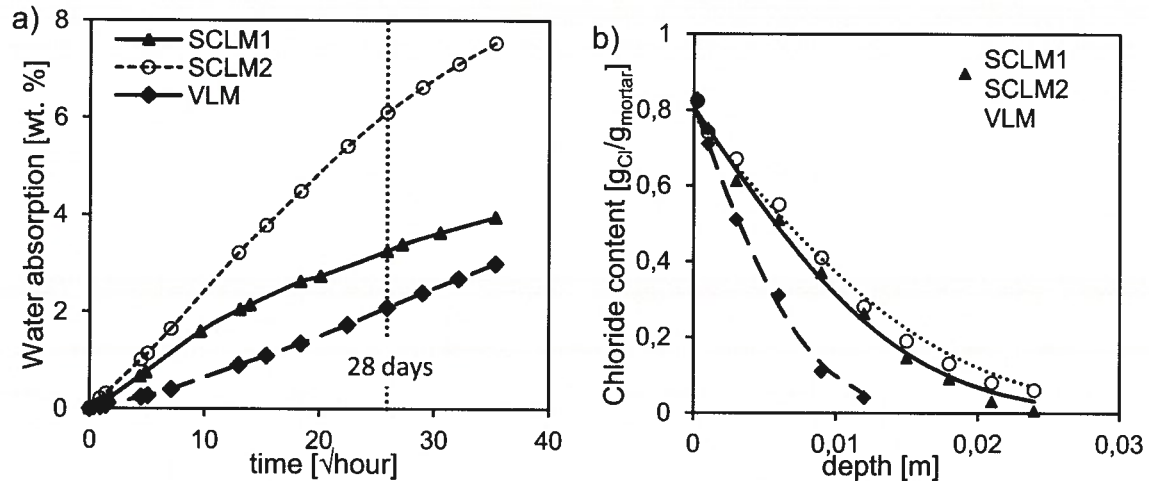 a)
8
6
4
2
0
Water absorption [wt. %]
SCLM1
SCLM2
VLM
28 days
0
10
20
30
40
time [√hour]
b)
1
0,8
0,6
0,4
0,2
0
Chloride content [gCl/gmortar]
SCLM1
SCLM2
VLM
0
0,01
0,02
0,03
depth [m]